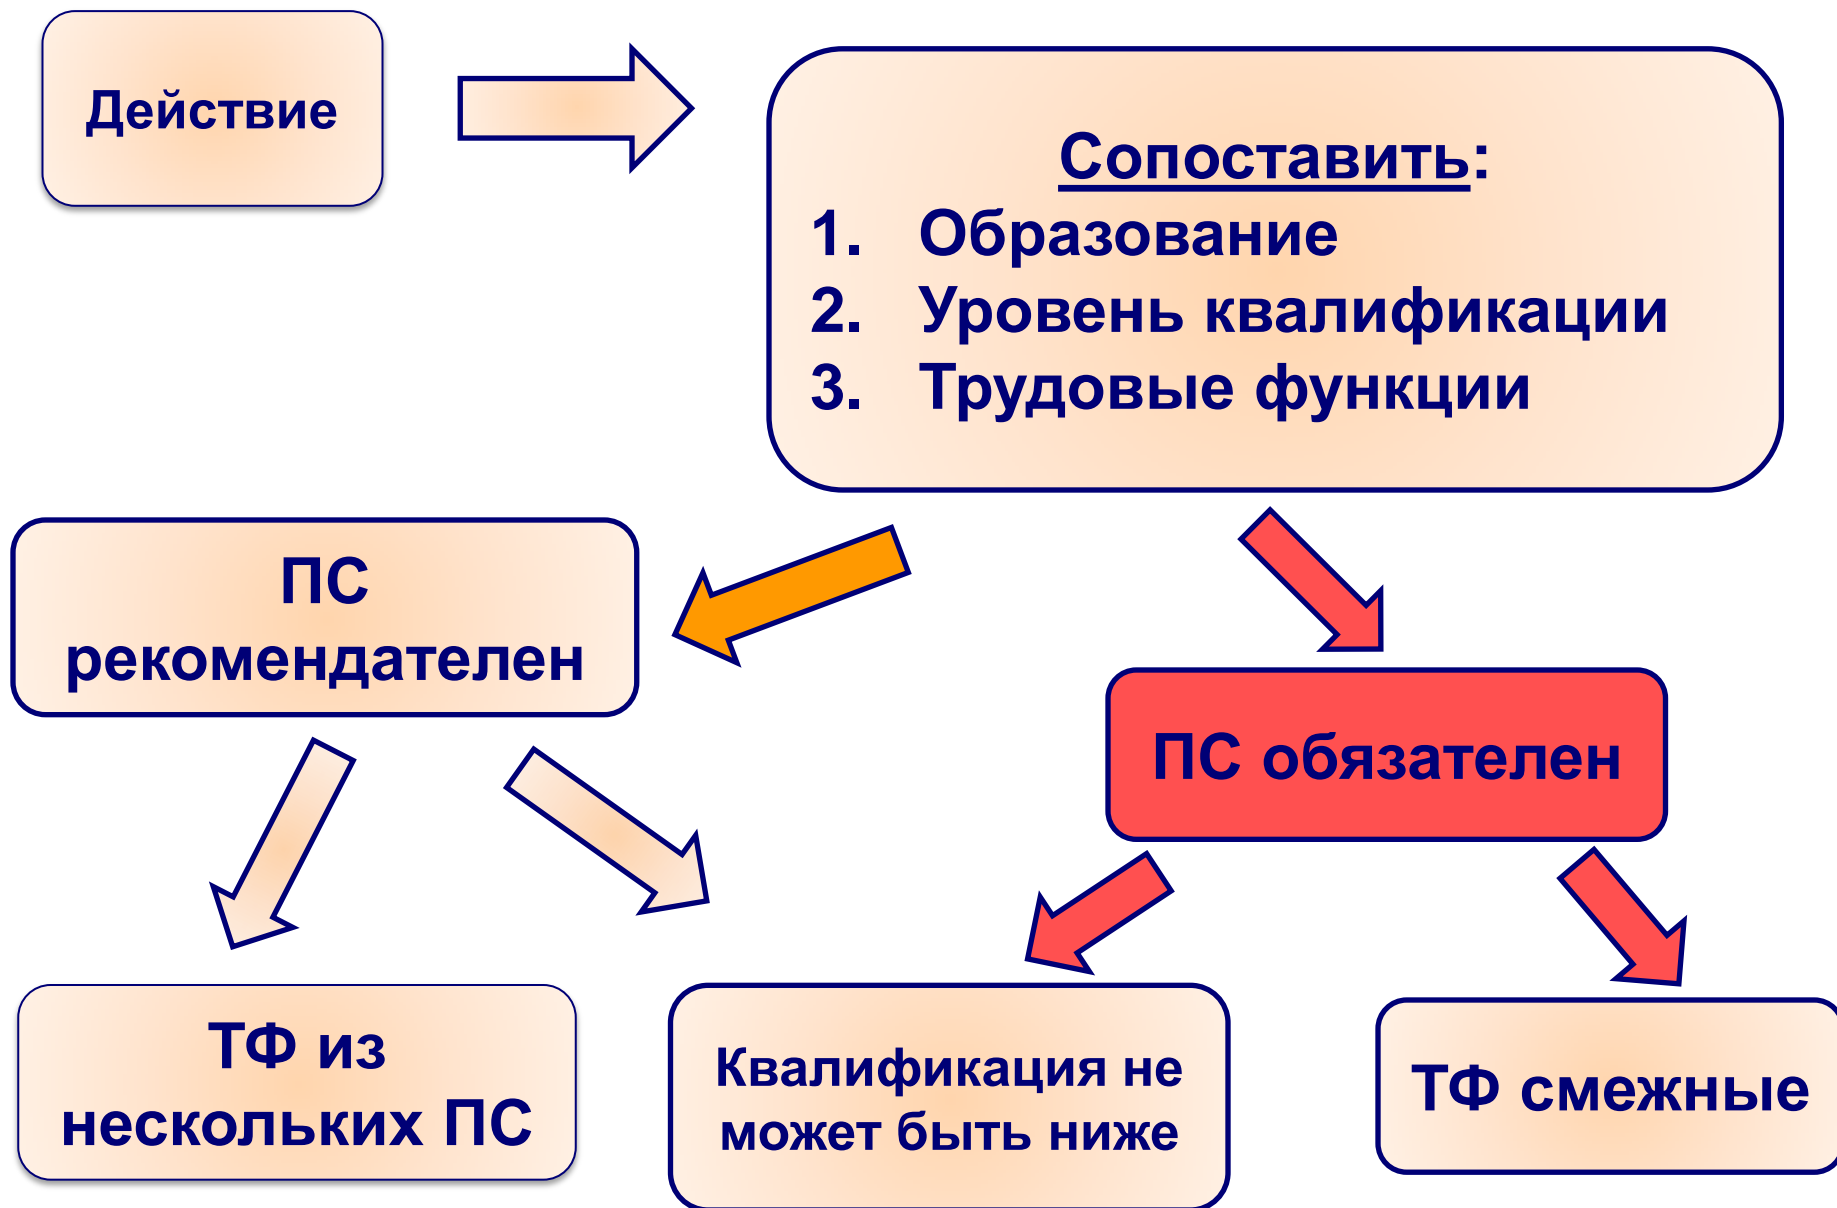 Действие
Сопоставить:
1. Образование
2. Уровень квалификации
3. Трудовые функции
ПС
рекомендателен
ПС обязателен
ТФ из
нескольких ПС
Квалификация не
может быть ниже
ТФ смежные